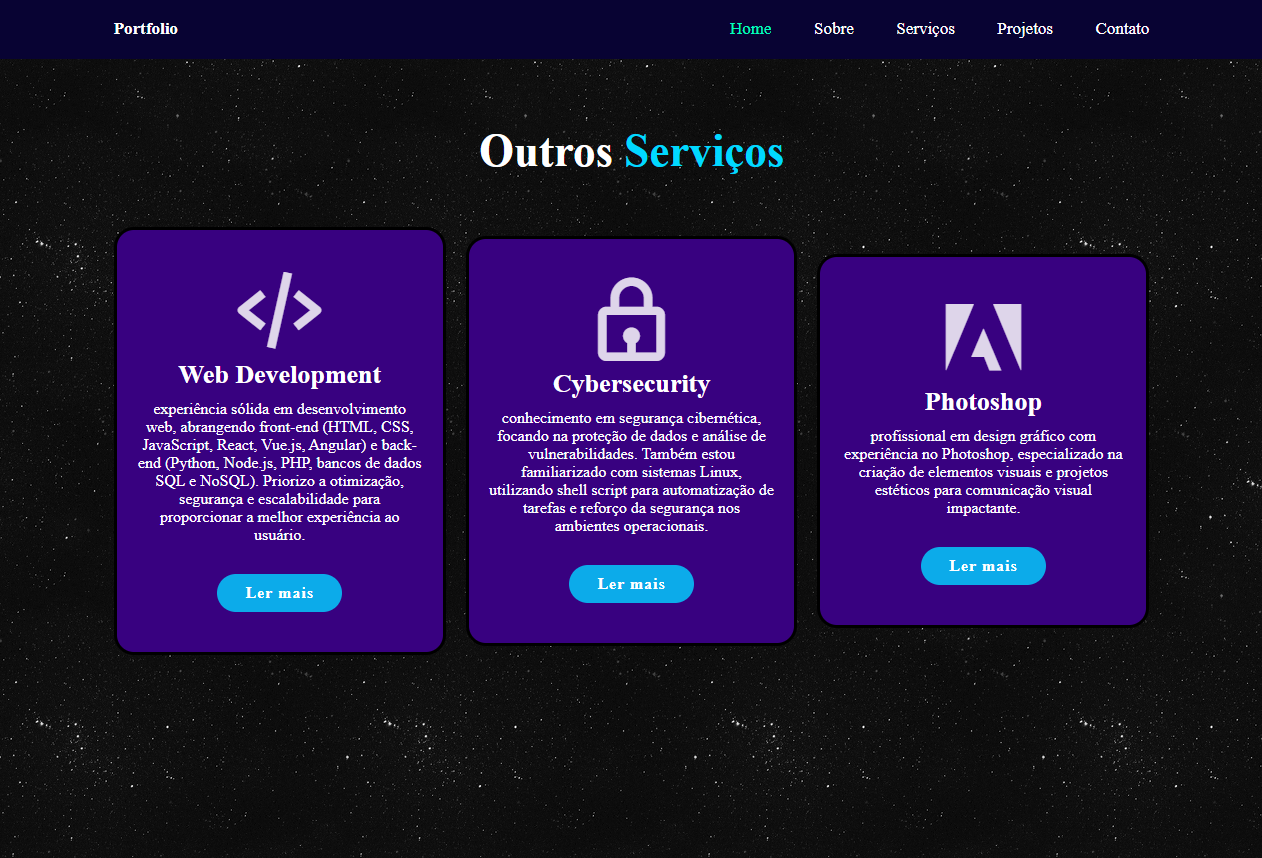 Portfolio
Home
Sobre
Serviços
Projetos
Contato
Outros Serviços
Web Development
experiência sólida em desenvolvimento
web, abrangendo front-end (HTML, CSS,
JavaScript, React, Vue.js, Angular) e back-
end (Python, Node.js, PHP, bancos de dados
SQL e NoSQL). Priorizo a otimização,
segurança e escalabilidade para
proporcionar a melhor experiência ao
usuário.
Ler mais
Cybersecurity
conhecimento em segurança cibernética,
focando na proteção de dados e análise de
vulnerabilidades. Também estou
familiarizado com sistemas Linux,
utilizando shell script para automatização de
tarefas e reforço da segurança nos
ambientes operacionais.
Ler mais
Photoshop
profissional em design gráfico com
experiência no Photoshop, especializado na
criação de elementos visuais e projetos
estéticos para comunicação visual
impactante.
Ler mais